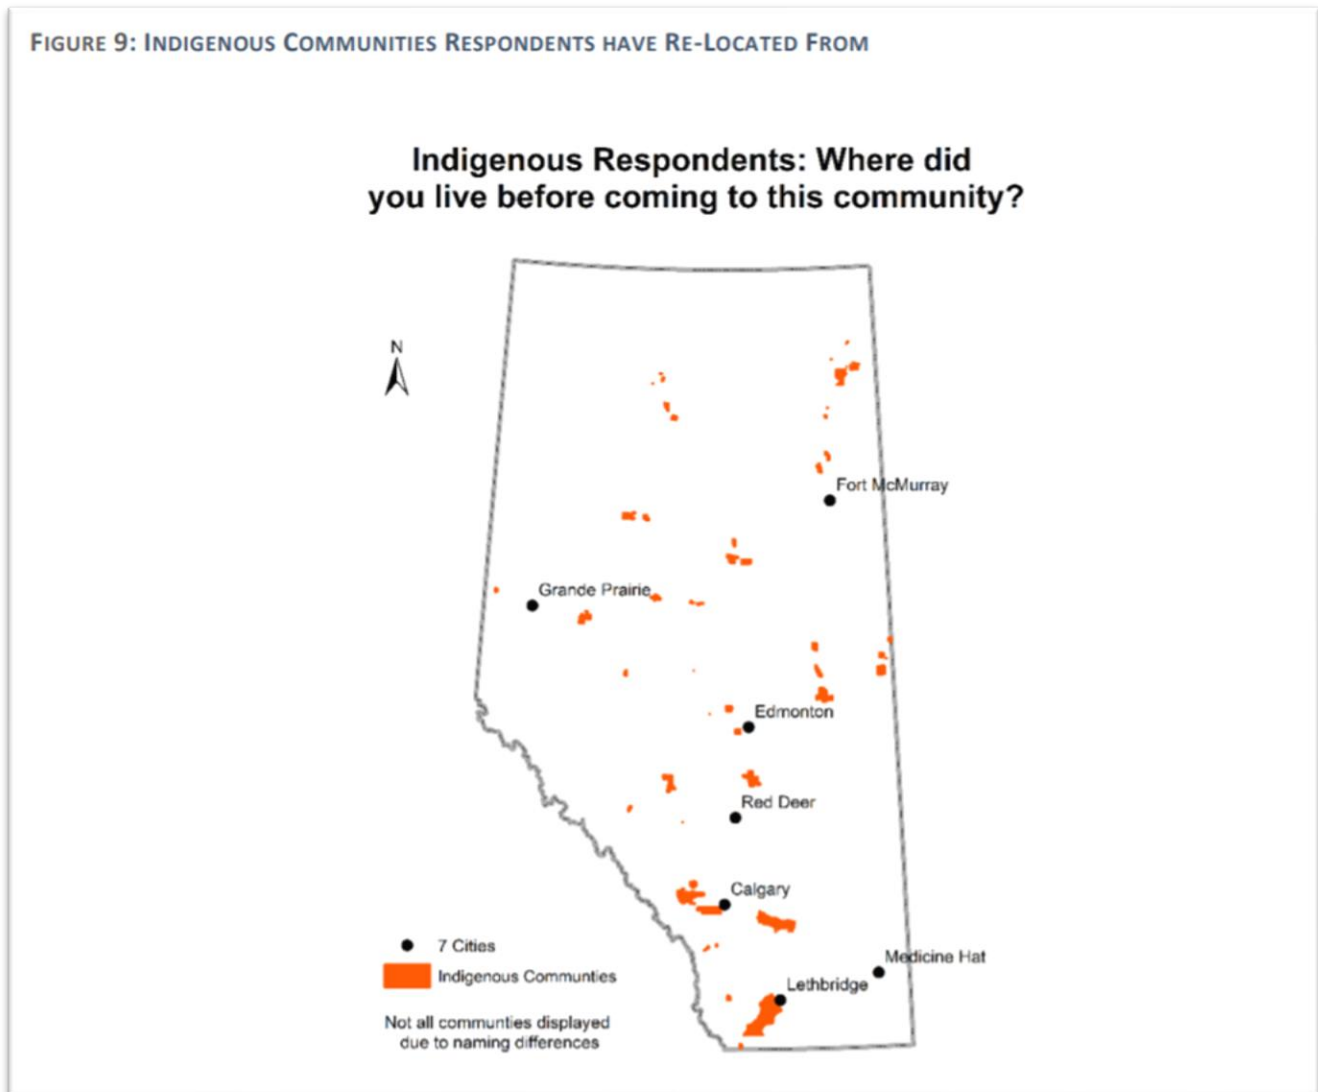 FIGURE 9: INDIGENOUS COMMUNITIES RESPONDENTS HAVE RE-LOCATED FROM
Indigenous Respondents: Where did
you live before coming to this community?
N
Fort McMurray
Grande Prairie
Edmonton
Red Deer
Calgary
Medicine Hat
Lethbridge
7 Cities
Indigenous Communties
Not all communties displayed
due to naming differences